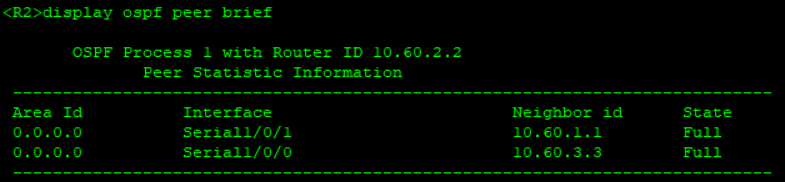 <R2>display ospf peer brief
OSPF Process 1 with Router ID 10.60.2.2
Peer Statistic Information
----------------------------------------------------------------------------
Area Id Interface Neighbor id State
0.0.0.0 Serial1/0/1 10.60.1.1 Full
0.0.0.0 Serial1/0/0 10.60.3.3 Full
----------------------------------------------------------------------------